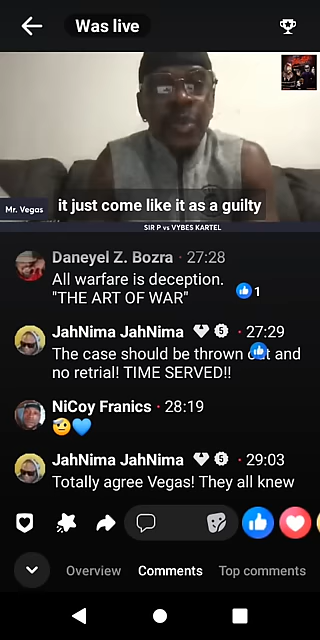 Was live
Mr. Vegas
it just come like it as a guilty
SIR P vs VYBES KARTEL
Daneyel Z. Bozra · 27:28
All warfare is deception.
"THE ART OF WAR"
1
JahNima JahNima 5 · 27:29
The case should be thrown out and
no retrial! TIME SERVED!!
NiCoy Franics · 28:19
JahNima JahNima 5 · 29:03
Totally agree Vegas! They all knew
Overview Comments Top comments